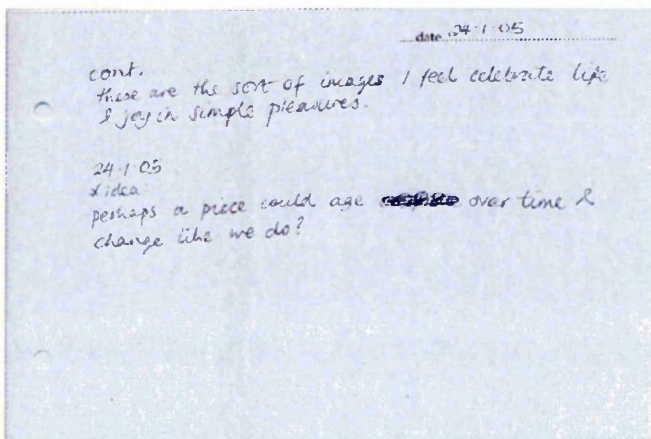 date 24·1·05
cont.
these are the sort of images I feel celebrate life
& joy in simple pleasures.
24·1·05
*idea
perhaps a piece could age over time &
change like we do?